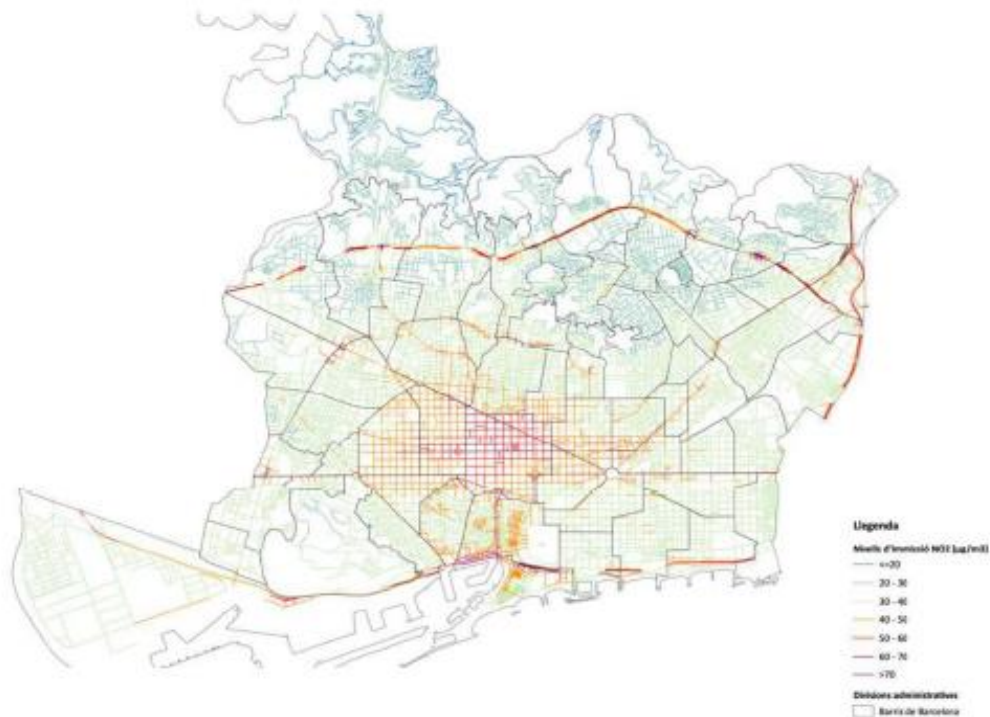 Llegenda
Nivells d'immissió NO2 (µg/m3)
<=20
20 - 30
30 - 40
40 - 50
50 - 60
60 - 70
>70
Divisions administratives
Barris de Barcelona